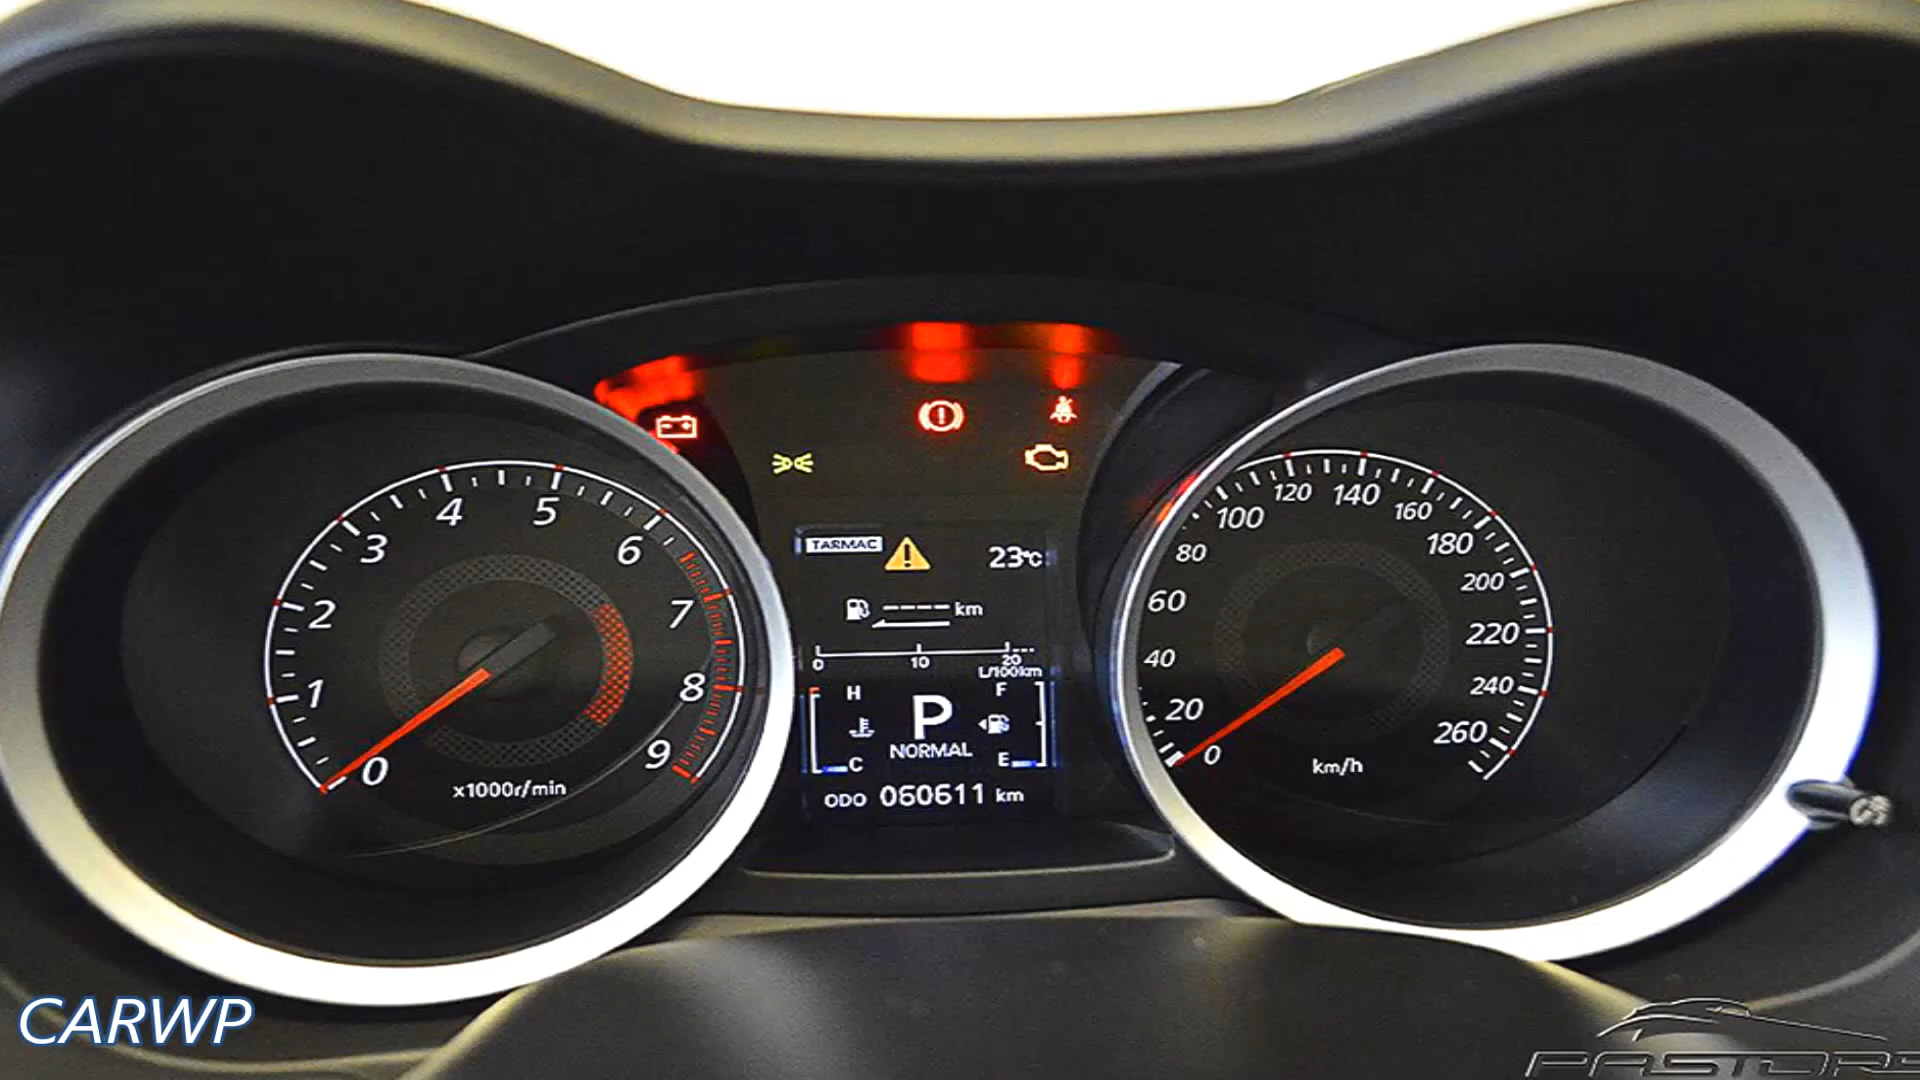 0 1 2 3 4 5 6 7 8 9
x1000r/min
TARMAC 23°C
---- km
0 10 20
L/100km
H F
P
NORMAL
C E
ODO 060611 km
0 20 40 60 80 100 120 140 160 180 200 220 240 260
km/h
CARWP
PASTORE